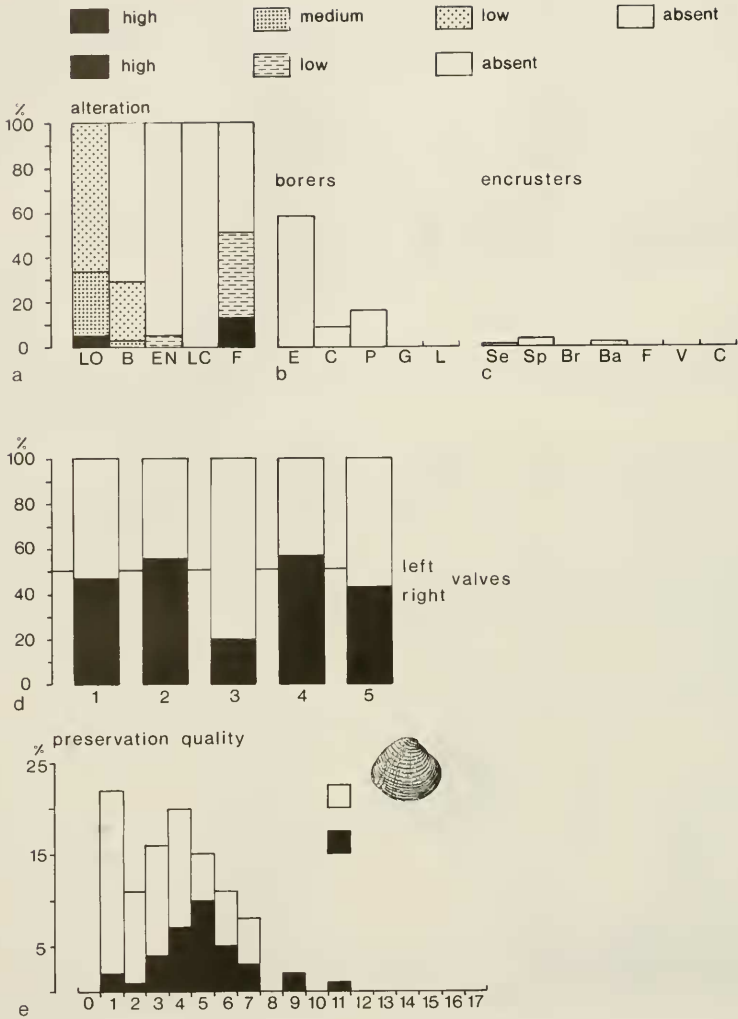 high medium low absent
high low absent
% alteration
100
80
60
40
20
0
LO B EN LC F
a
borers
E C P G L
b
encrusters
Se Sp Br Ba F V C
c
%
100
80
60
40
20
0
left
right
valves
1 2 3 4 5
d
% preservation quality
25
15
5
0 1 2 3 4 5 6 7 8 9 10 11 12 13 14 15 16 17
e